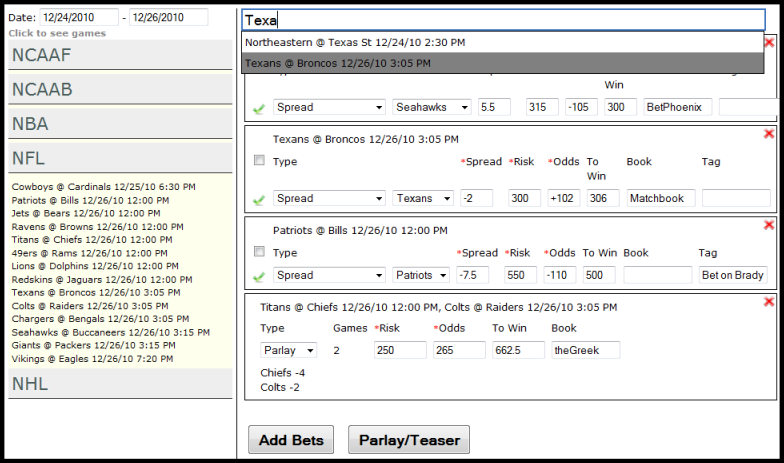 Date: 12/24/2010 - 12/26/2010
Click to see games
NCAAF
NCAAB
NBA
NFL
Cowboys @ Cardinals 12/25/10 6:30 PM
Patriots @ Bills 12/26/10 12:00 PM
Jets @ Bears 12/26/10 12:00 PM
Ravens @ Browns 12/26/10 12:00 PM
Titans @ Chiefs 12/26/10 12:00 PM
49ers @ Rams 12/26/10 12:00 PM
Lions @ Dolphins 12/26/10 12:00 PM
Redskins @ Jaguars 12/26/10 12:00 PM
Texans @ Broncos 12/26/10 3:05 PM
Colts @ Raiders 12/26/10 3:05 PM
Chargers @ Bengals 12/26/10 3:05 PM
Seahawks @ Buccaneers 12/26/10 3:15 PM
Giants @ Packers 12/26/10 3:15 PM
Vikings @ Eagles 12/26/10 7:20 PM
NHL
Texa
Northeastern @ Texas St 12/24/10 2:30 PM
Texans @ Broncos 12/26/10 3:05 PM
Win
Spread Seahawks 5.5 315 -105 300 BetPhoenix
Texans @ Broncos 12/26/10 3:05 PM
Type *Spread *Risk *Odds To Win Book Tag
Spread Texans -2 300 +102 306 Matchbook
Patriots @ Bills 12/26/10 12:00 PM
Type *Spread *Risk *Odds To Win Book Tag
Spread Patriots -7.5 550 -110 500 Bet on Brady
Titans @ Chiefs 12/26/10 12:00 PM, Colts @ Raiders 12/26/10 3:05 PM
Type Games *Risk *Odds To Win Book
Parlay 2 250 265 662.5 theGreek
Chiefs -4
Colts -2
Add Bets Parlay/Teaser